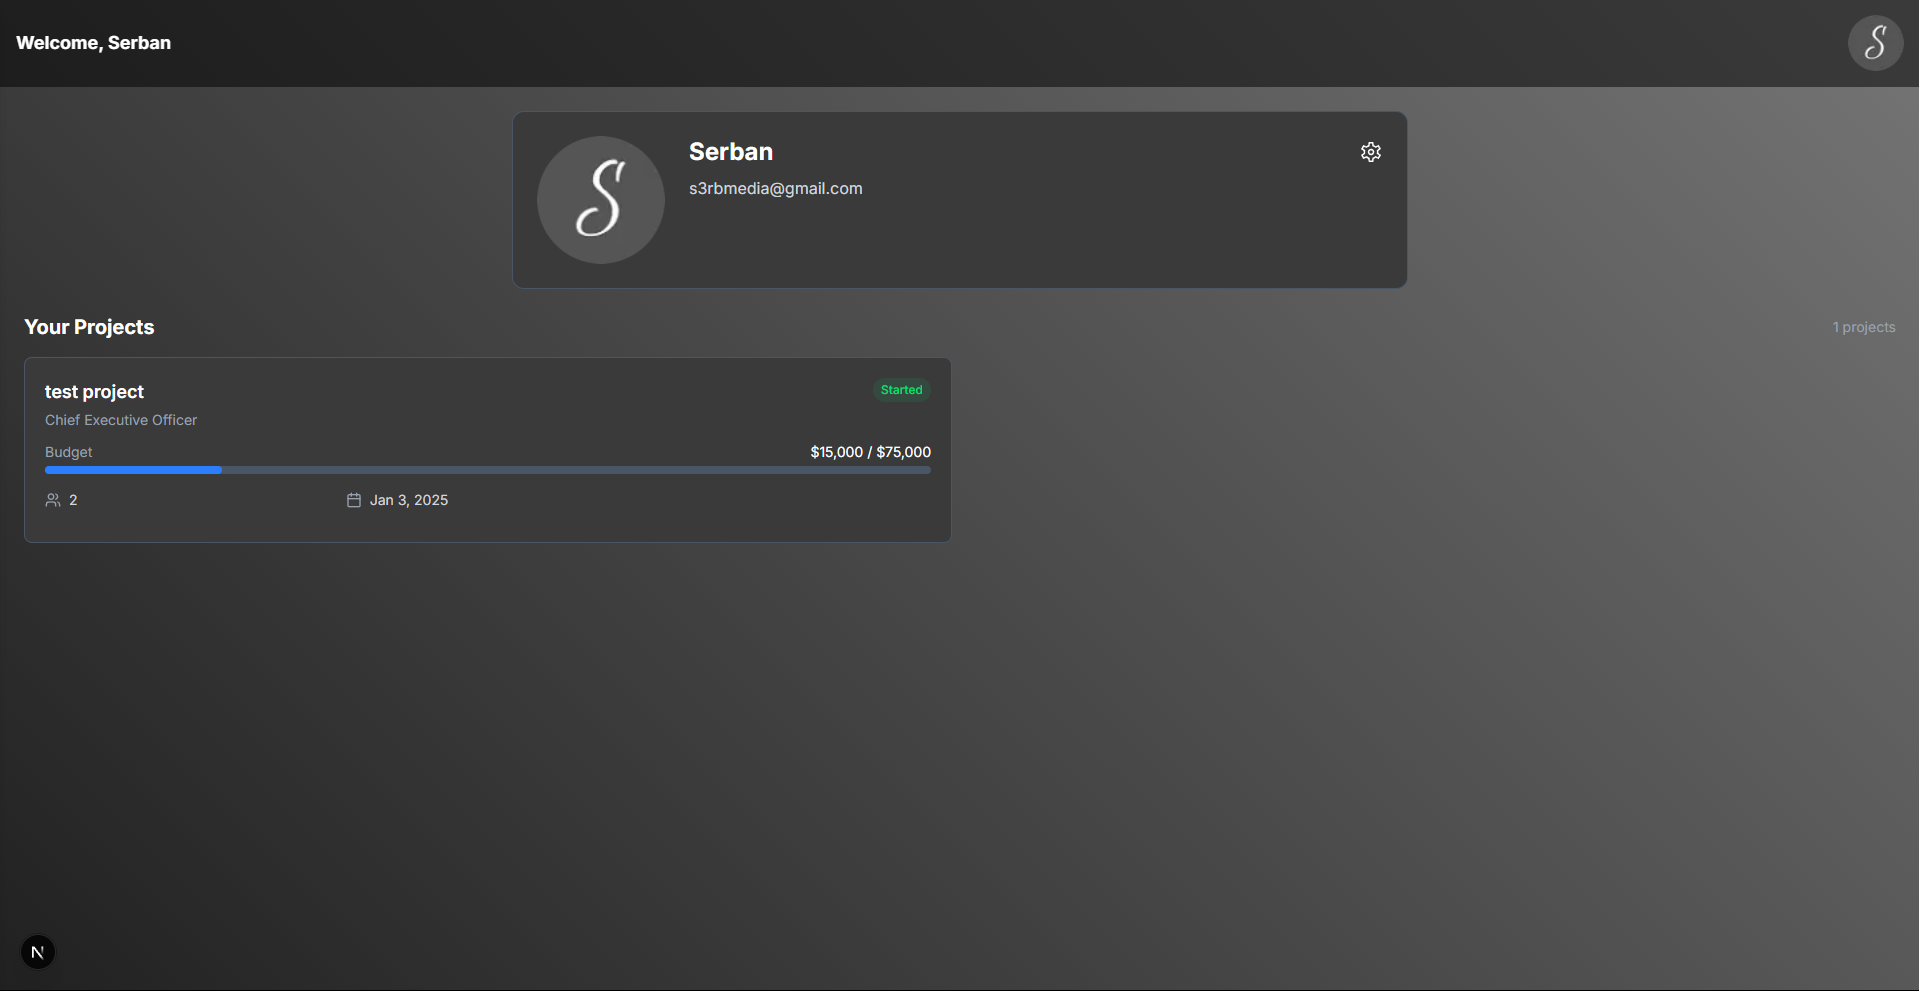 Welcome, Serban
S
S
Serban
s3rbmedia@gmail.com
Your Projects
1 projects
test project
Started
Chief Executive Officer
Budget
$15,000 / $75,000
2
Jan 3, 2025
N